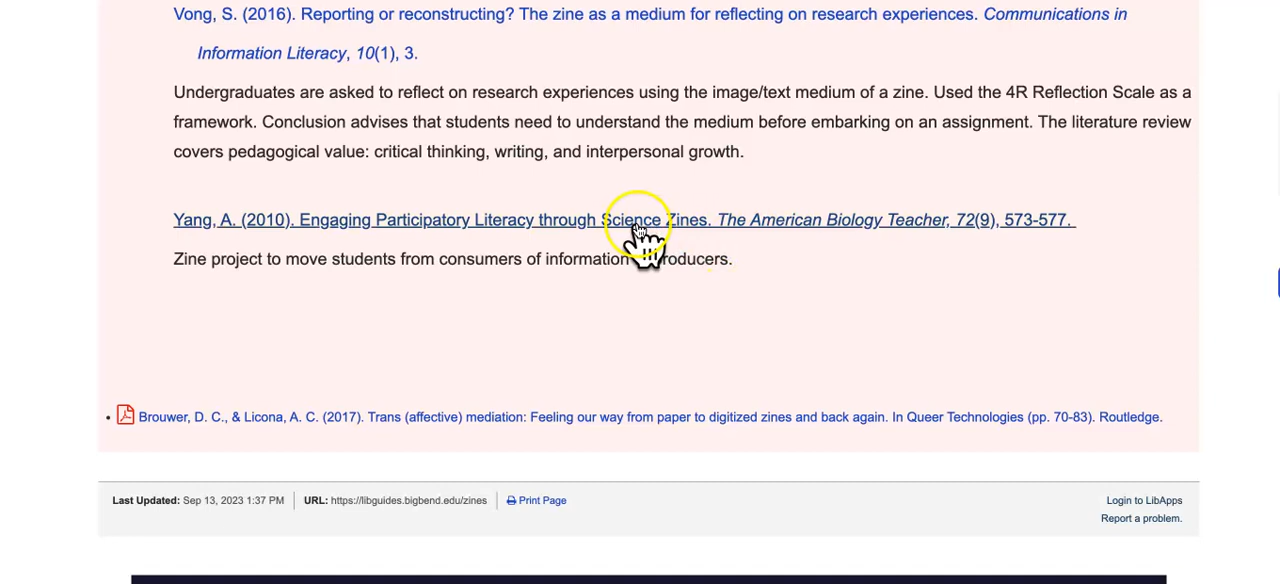 Vong, S. (2016). Reporting or reconstructing? The zine as a medium for reflecting on research experiences. Communications in
Information Literacy, 10(1), 3.
Undergraduates are asked to reflect on research experiences using the image/text medium of a zine. Used the 4R Reflection Scale as a
framework. Conclusion advises that students need to understand the medium before embarking on an assignment. The literature review
covers pedagogical value: critical thinking, writing, and interpersonal growth.
Yang, A. (2010). Engaging Participatory Literacy through Science Zines. The American Biology Teacher, 72(9), 573-577.
Zine project to move students from consumers of information roducers.
Brouwer, D. C., & Licona, A. C. (2017). Trans (affective) mediation: Feeling our way from paper to digitized zines and back again. In Queer Technologies (pp. 70-83). Routledge.
Last Updated: Sep 13, 2023 1:37 PM URL: https://libguides.bigbend.edu/zines Print Page
Login to LibApps
Report a problem.